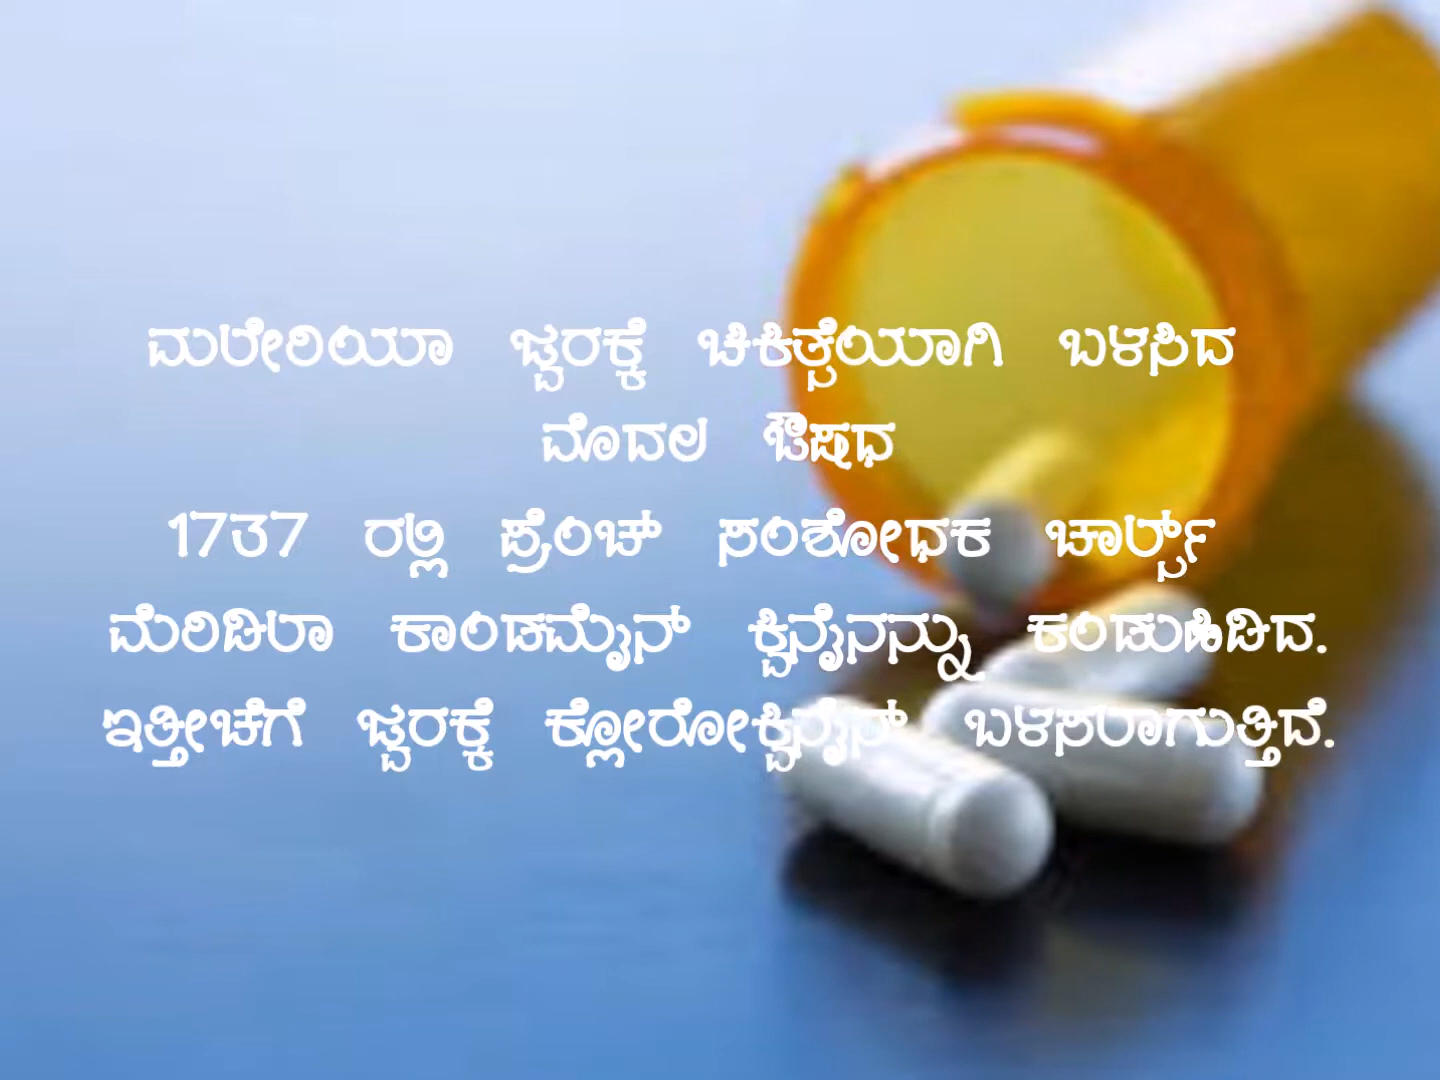 ಮಲೇರಿಯಾ ಜ್ವರಕ್ಕೆ ಚಿಕಿತ್ಸೆಯಾಗಿ ಬಳಸಿದ
ಮೊದಲ ಔಷಧ
1737 ರಲ್ಲಿ ಪ್ರೆಂಚ್ ಸಂಶೋಧಕ ಚಾರ್ಲ್ಸ್
ಮೆರಿಡಿಲಾ ಕಾಂಡಮೈನ್ ಕ್ವಿನೈನನ್ನು ಕಂಡುಹಿಡಿದ.
ಇತ್ತೀಚೆಗೆ ಜ್ವರಕ್ಕೆ ಕ್ಲೋರೋಕ್ವಿನೈನ್ ಬಳಸಲಾಗುತ್ತಿದೆ.